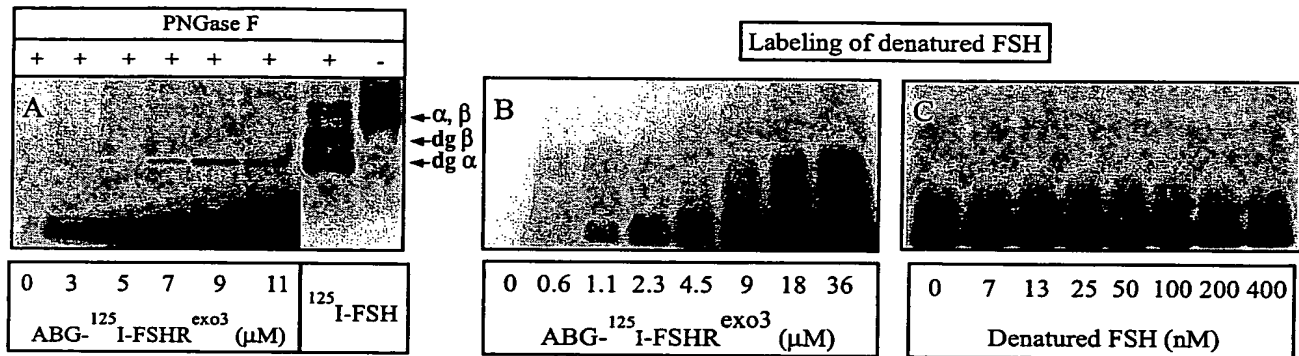 PNGase F
+ + + + + + + -
A
α, β
dg β
dg α
0 3 5 7 9 11
ABG-¹²⁵I-FSHRᵉˣᵒ³ (μM)
¹²⁵I-FSH
Labeling of denatured FSH
B
0 0.6 1.1 2.3 4.5 9 18 36
ABG-¹²⁵I-FSHRᵉˣᵒ³ (μM)
C
0 7 13 25 50 100 200 400
Denatured FSH (nM)